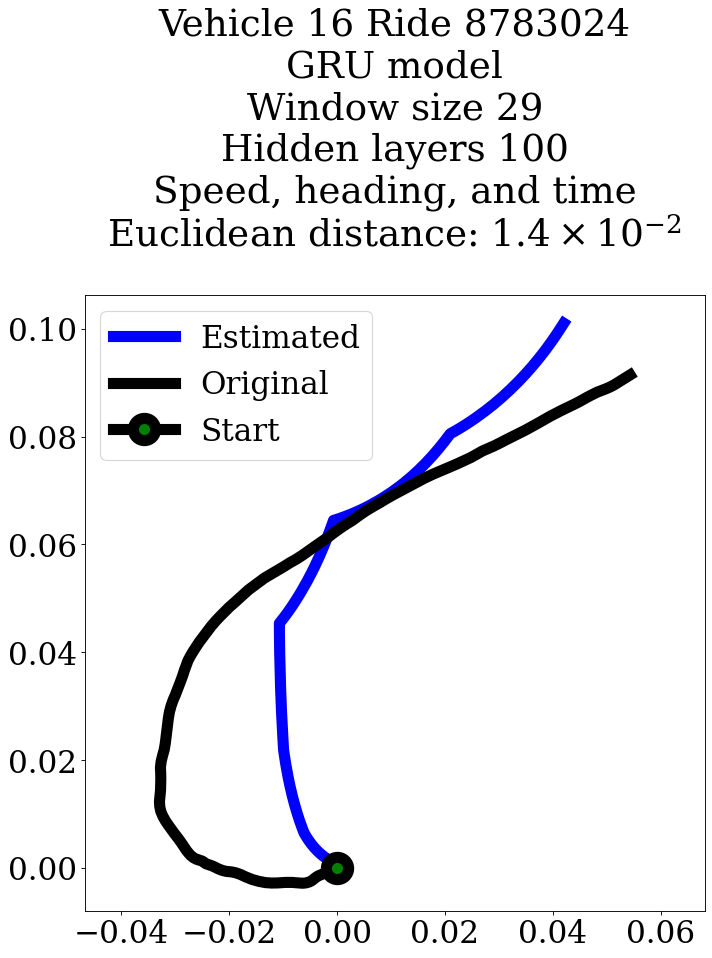 Vehicle 16 Ride 8783024
GRU model
Window size 29
Hidden layers 100
Speed, heading, and time
Euclidean distance: 1.4 × 10⁻²
Estimated
Original
Start
0.10
0.08
0.06
0.04
0.02
0.00
−0.04 −0.02 0.00 0.02 0.04 0.06